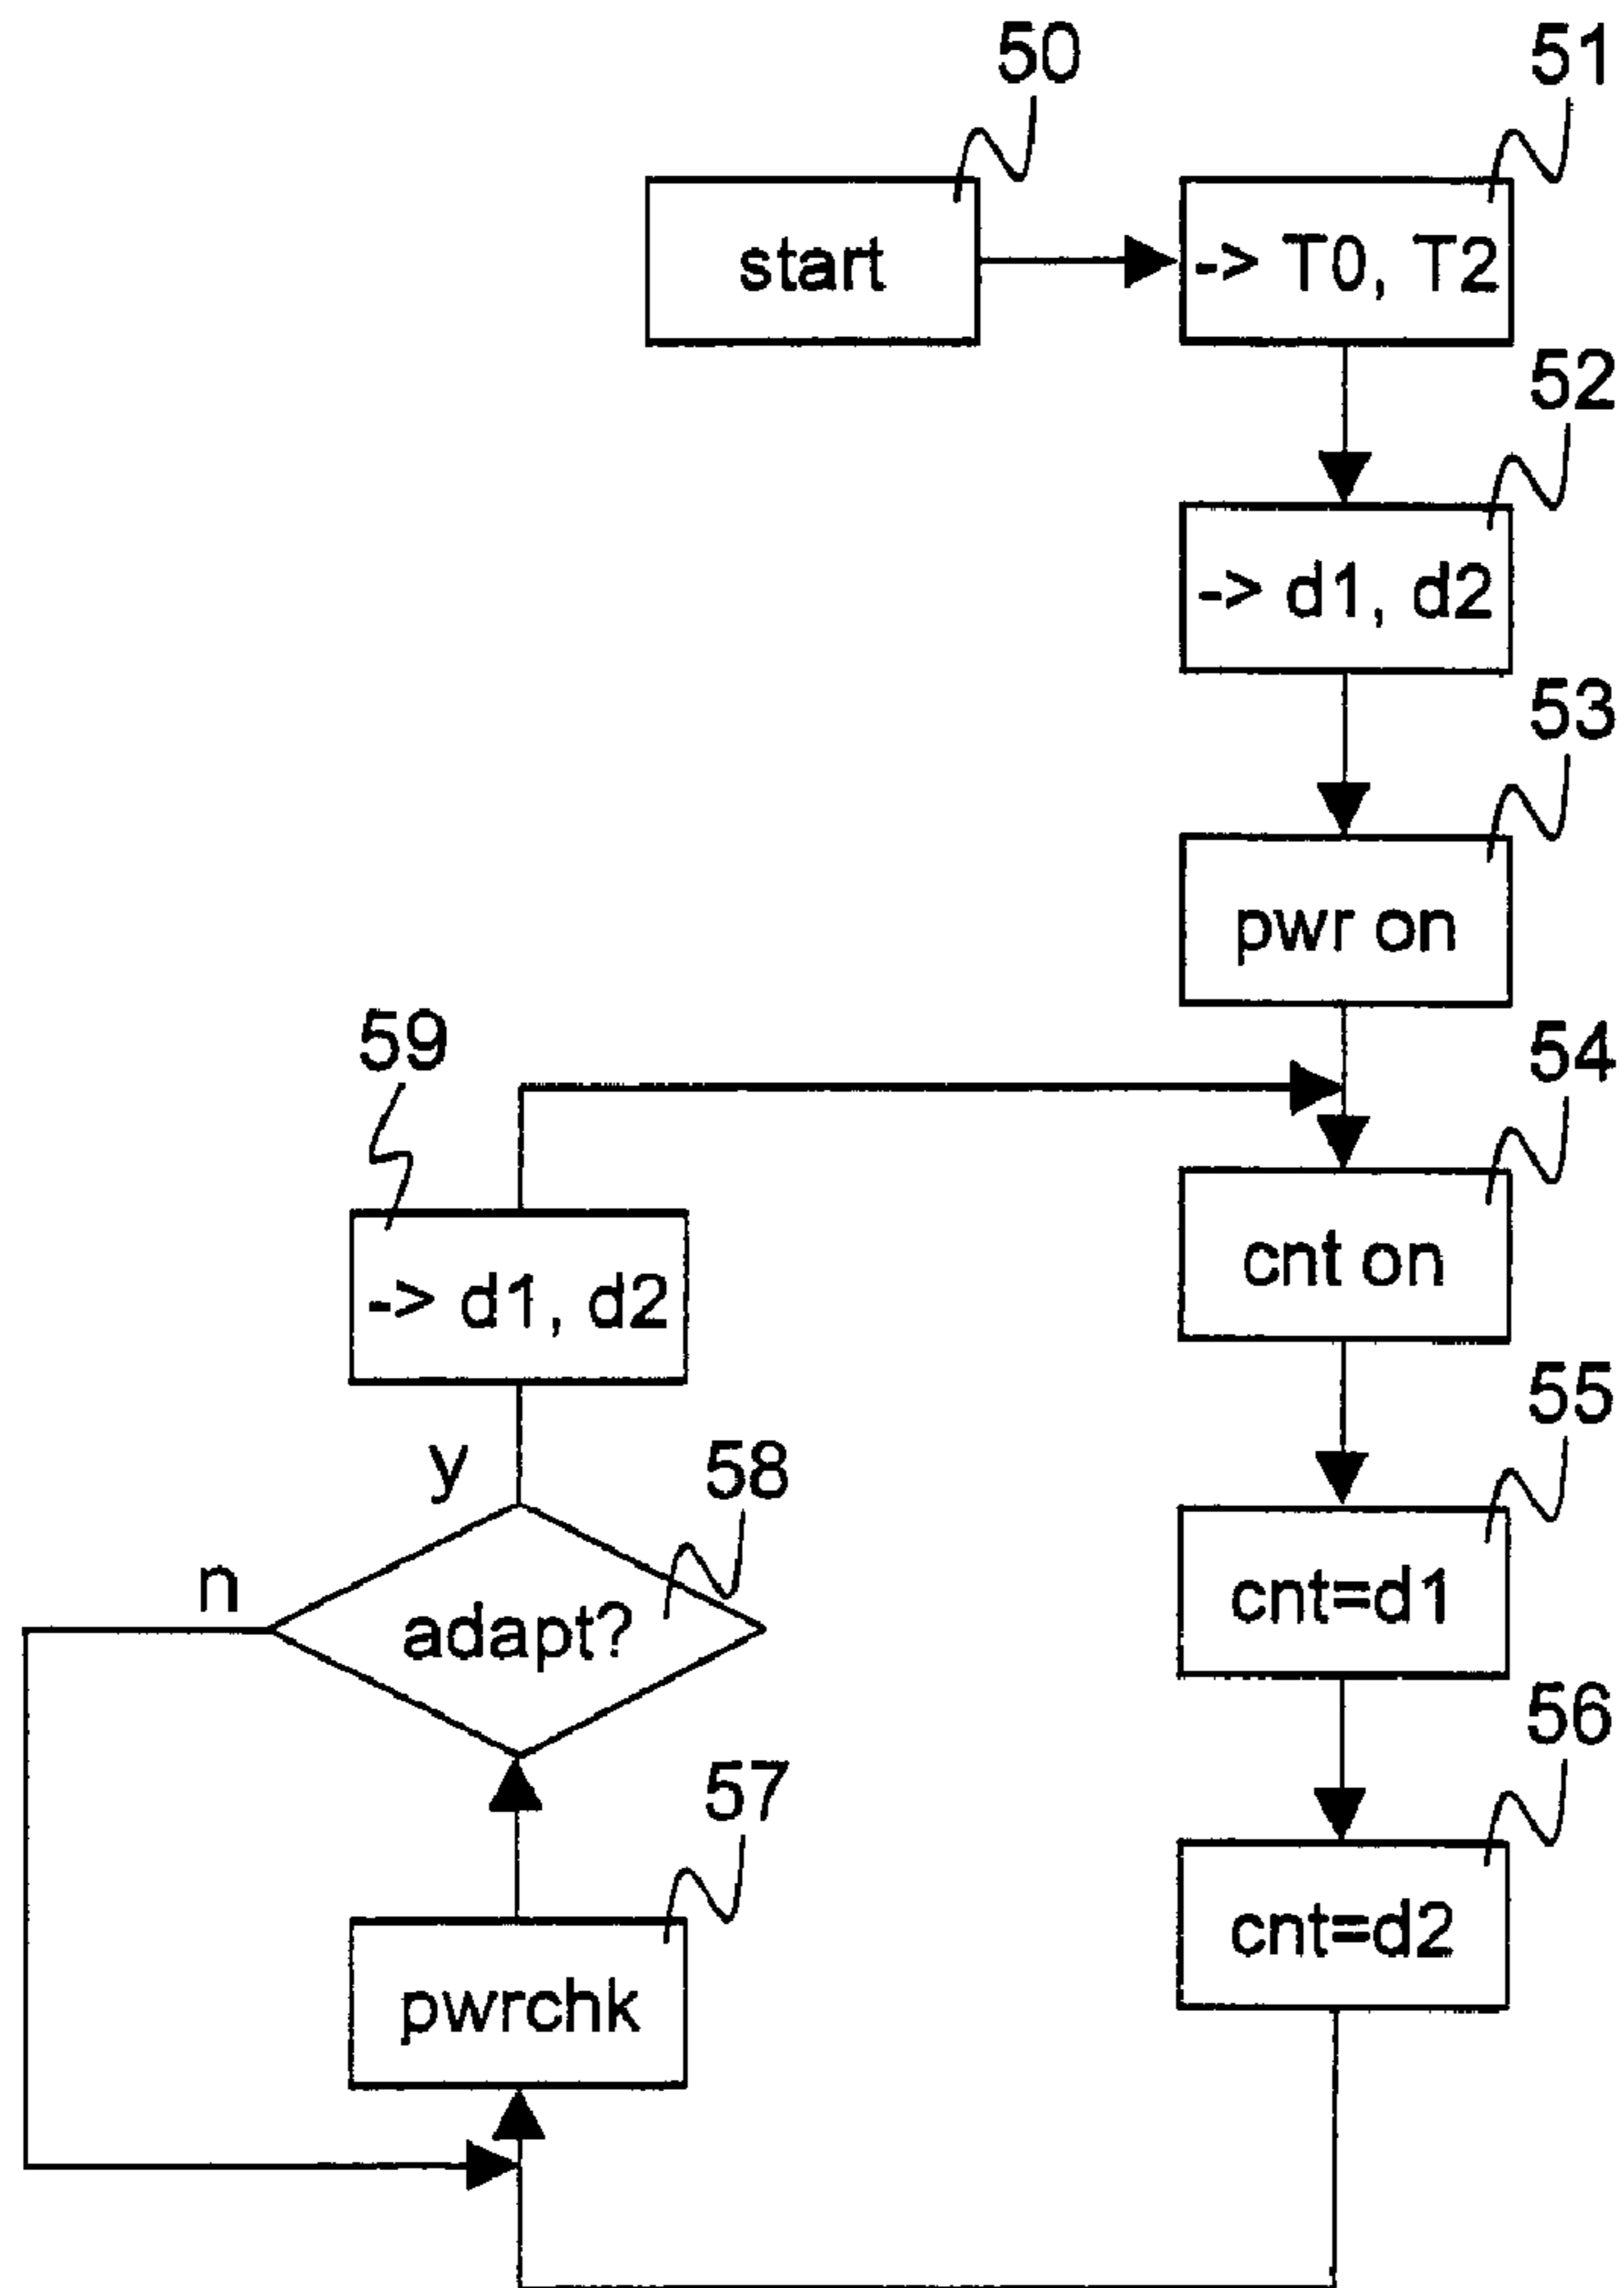 50
51
start
-> T0, T2
52
-> d1, d2
53
pwr on
59
54
cnt on
-> d1, d2
55
y
58
n
adapt?
cnt=d1
56
57
cnt=d2
pwrchk